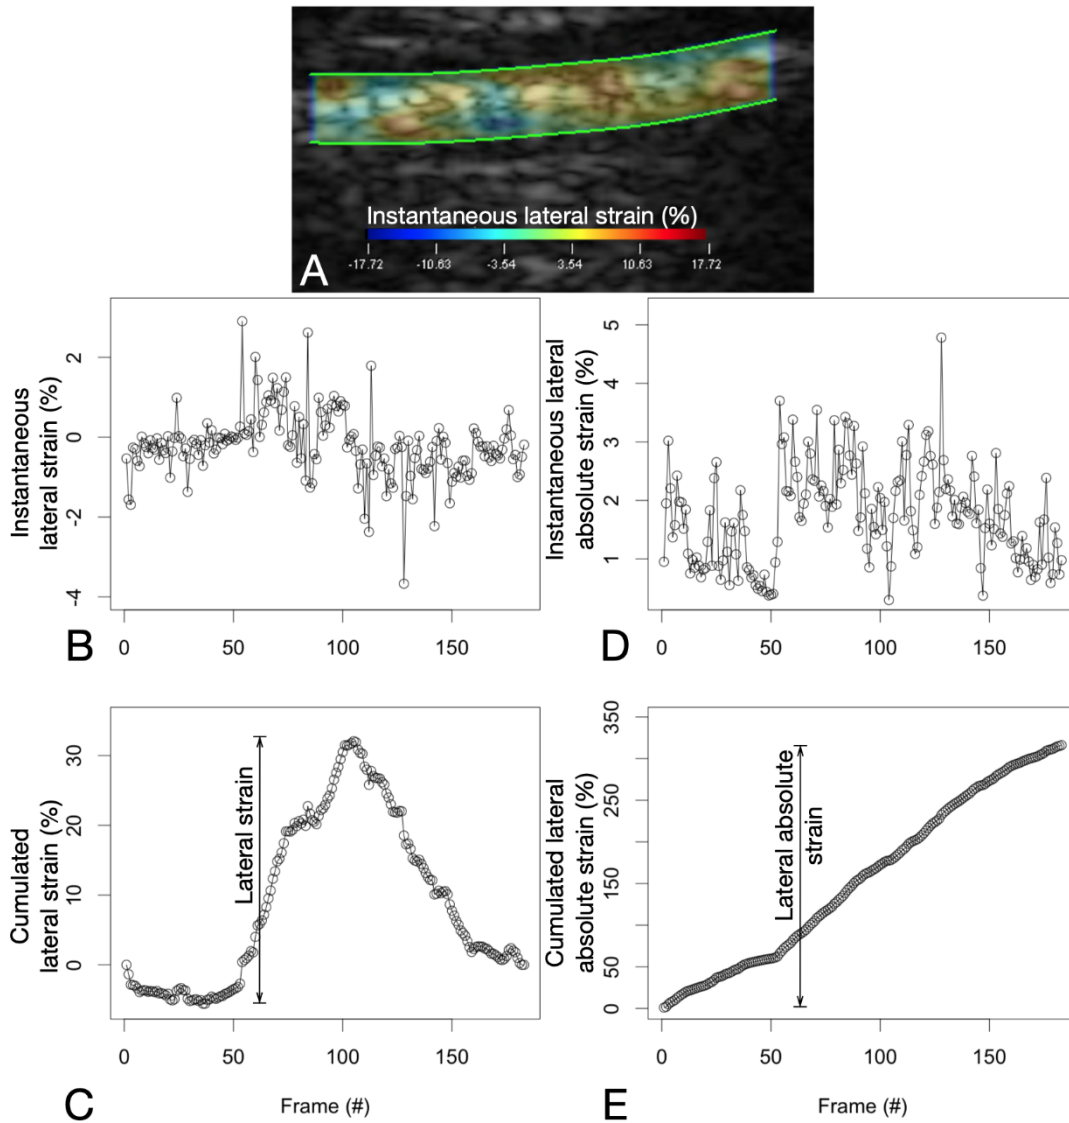 Instantaneous lateral strain (%)
-17.72 -10.63 -3.54 3.54 10.63 17.72
A
Instantaneous
lateral strain (%)
2
0
-2
-4
0 50 100 150
B
Instantaneous lateral
absolute strain (%)
5
4
3
2
1
0 50 100 150
D
Cumulated
lateral strain (%)
30
20
10
0
Lateral strain
0 50 100 150
Frame (#)
C
Cumulated lateral
absolute strain (%)
350
250
150
50
0
Lateral absolute
strain
0 50 100 150
Frame (#)
E